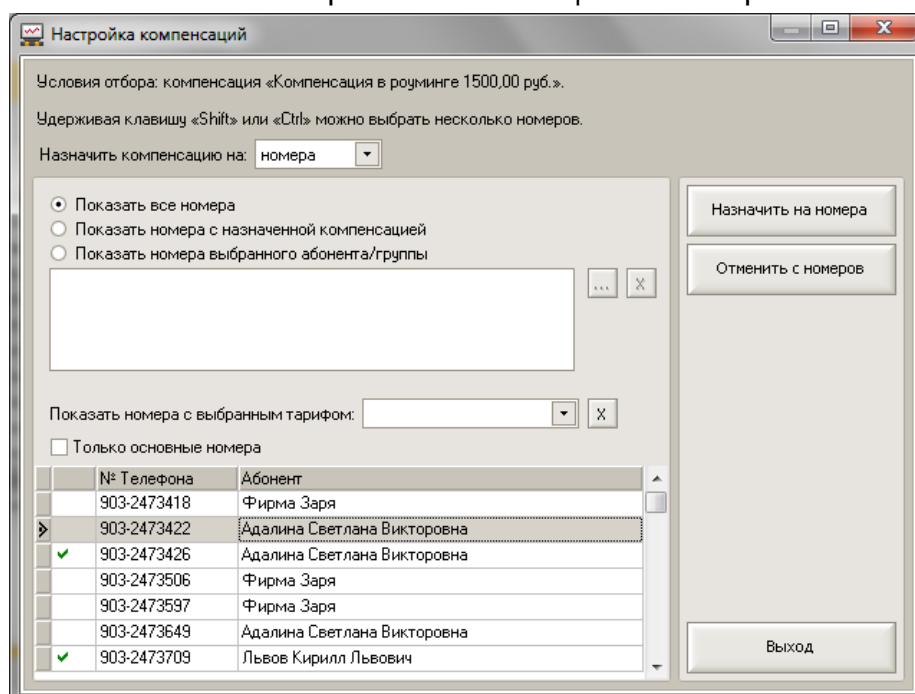 Настройка компенсаций
Условия отбора: компенсация «Компенсация в роуминге 1500,00 руб.».
Удерживая клавишу «Shift» или «Ctrl» можно выбрать несколько номеров.
Назначить компенсацию на: номера
Показать все номера
Показать номера с назначенной компенсацией
Показать номера выбранного абонента/группы
... X
Показать номера с выбранным тарифом: X
Только основные номера
№ Телефона Абонент
903-2473418 Фирма Заря
903-2473422 Адалина Светлана Викторовна
903-2473426 Адалина Светлана Викторовна
903-2473506 Фирма Заря
903-2473597 Фирма Заря
903-2473649 Адалина Светлана Викторовна
903-2473709 Львов Кирилл Львович
Назначить на номера
Отменить с номеров
Выход